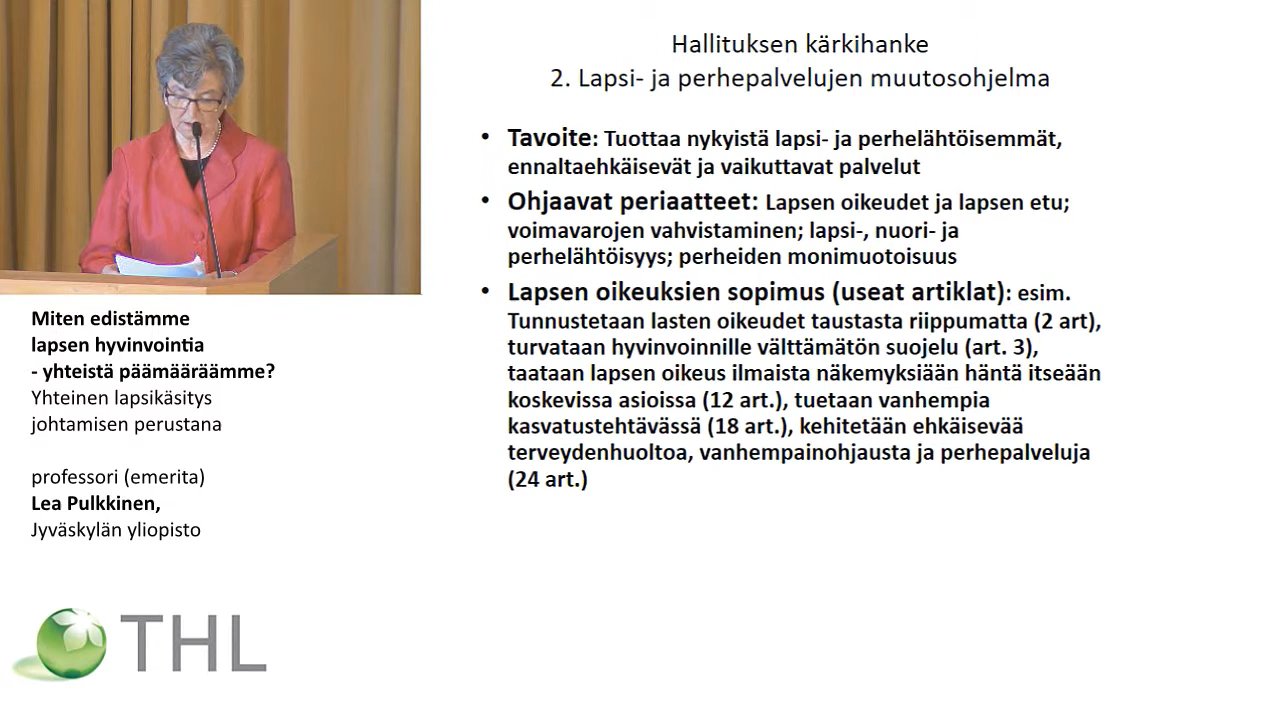 Hallituksen kärkihanke
2. Lapsi- ja perhepalvelujen muutosohjelma
• Tavoite: Tuottaa nykyistä lapsi- ja perhelähtöisemmät,
ennaltaehkäisevät ja vaikuttavat palvelut
• Ohjaavat periaatteet: Lapsen oikeudet ja lapsen etu;
voimavarojen vahvistaminen; lapsi-, nuori- ja
perhelähtöisyys; perheiden monimuotoisuus
• Lapsen oikeuksien sopimus (useat artiklat): esim.
Tunnustetaan lasten oikeudet taustasta riippumatta (2 art),
turvataan hyvinvoinnille välttämätön suojelu (art. 3),
taataan lapsen oikeus ilmaista näkemyksiään häntä itseään
koskevissa asioissa (12 art.), tuetaan vanhempia
kasvatustehtävässä (18 art.), kehitetään ehkäisevää
terveydenhuoltoa, vanhempainohjausta ja perhepalveluja
(24 art.)
Miten edistämme
lapsen hyvinvointia
- yhteistä päämääräämme?
Yhteinen lapsikäsitys
johtamisen perustana
professori (emerita)
Lea Pulkkinen,
Jyväskylän yliopisto
THL